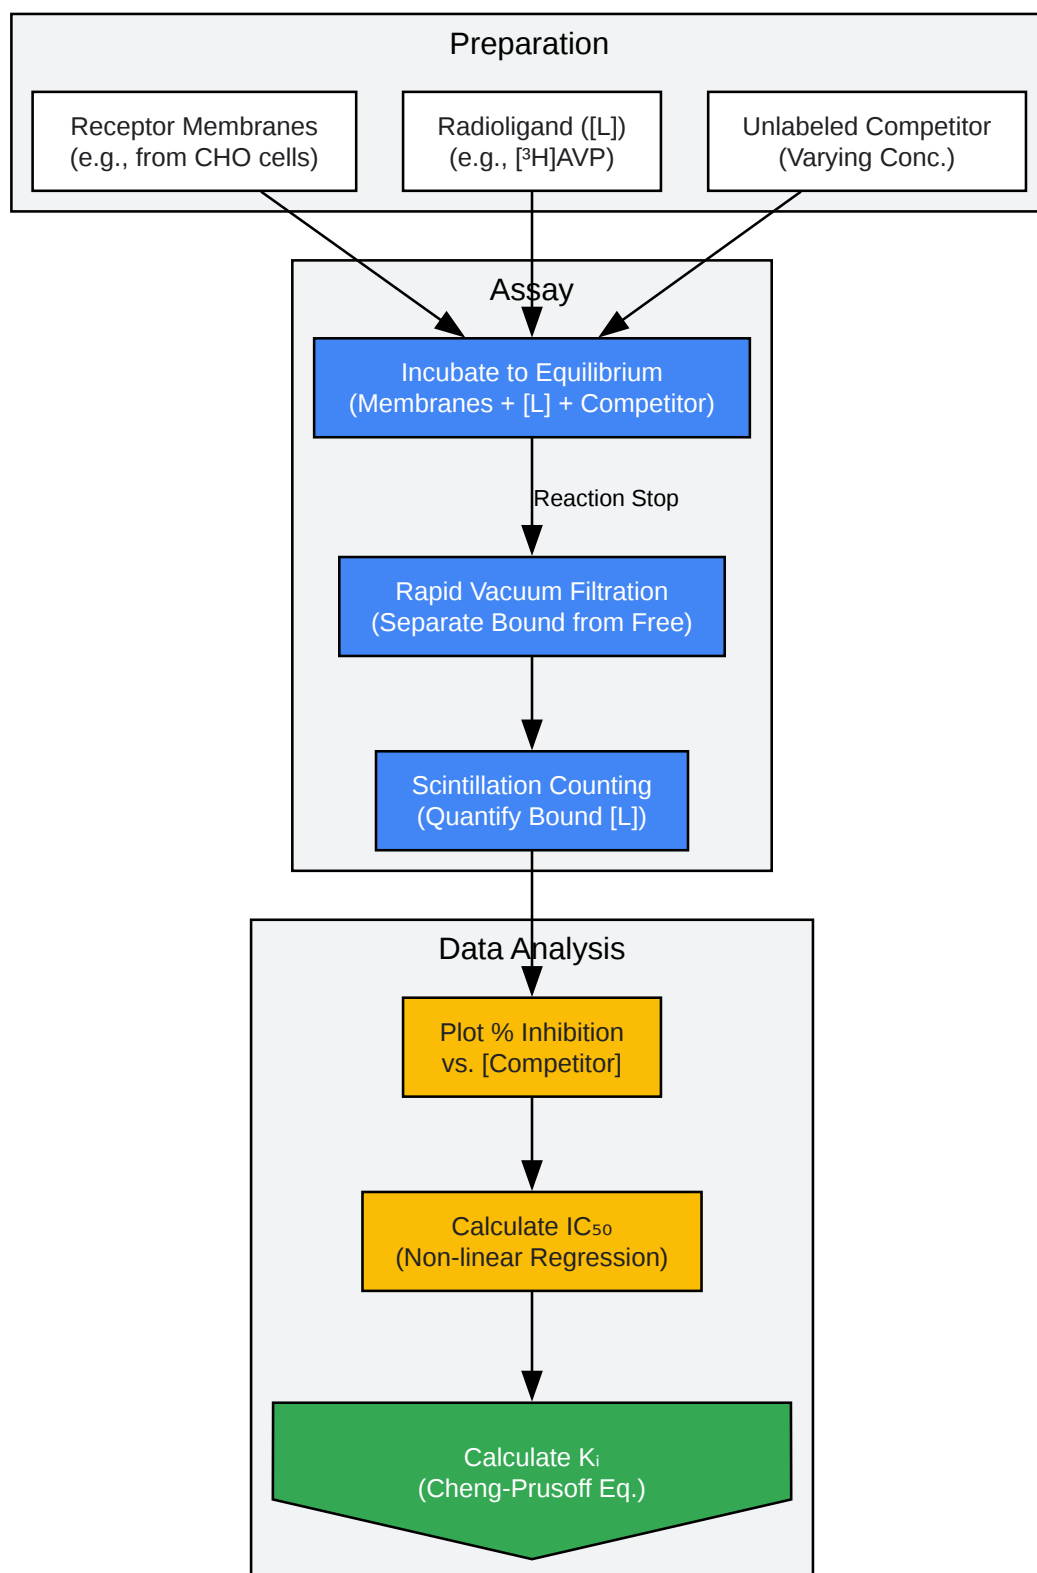 Preparation
Receptor Membranes
(e.g., from CHO cells)
Radioligand ([L])
(e.g., [³H]AVP)
Unlabeled Competitor
(Varying Conc.)
Assay
Incubate to Equilibrium
(Membranes + [L] + Competitor)
Reaction Stop
Rapid Vacuum Filtration
(Separate Bound from Free)
Scintillation Counting
(Quantify Bound [L])
Data Analysis
Plot % Inhibition
vs. [Competitor]
Calculate IC₅₀
(Non-linear Regression)
Calculate Kᵢ
(Cheng-Prusoff Eq.)